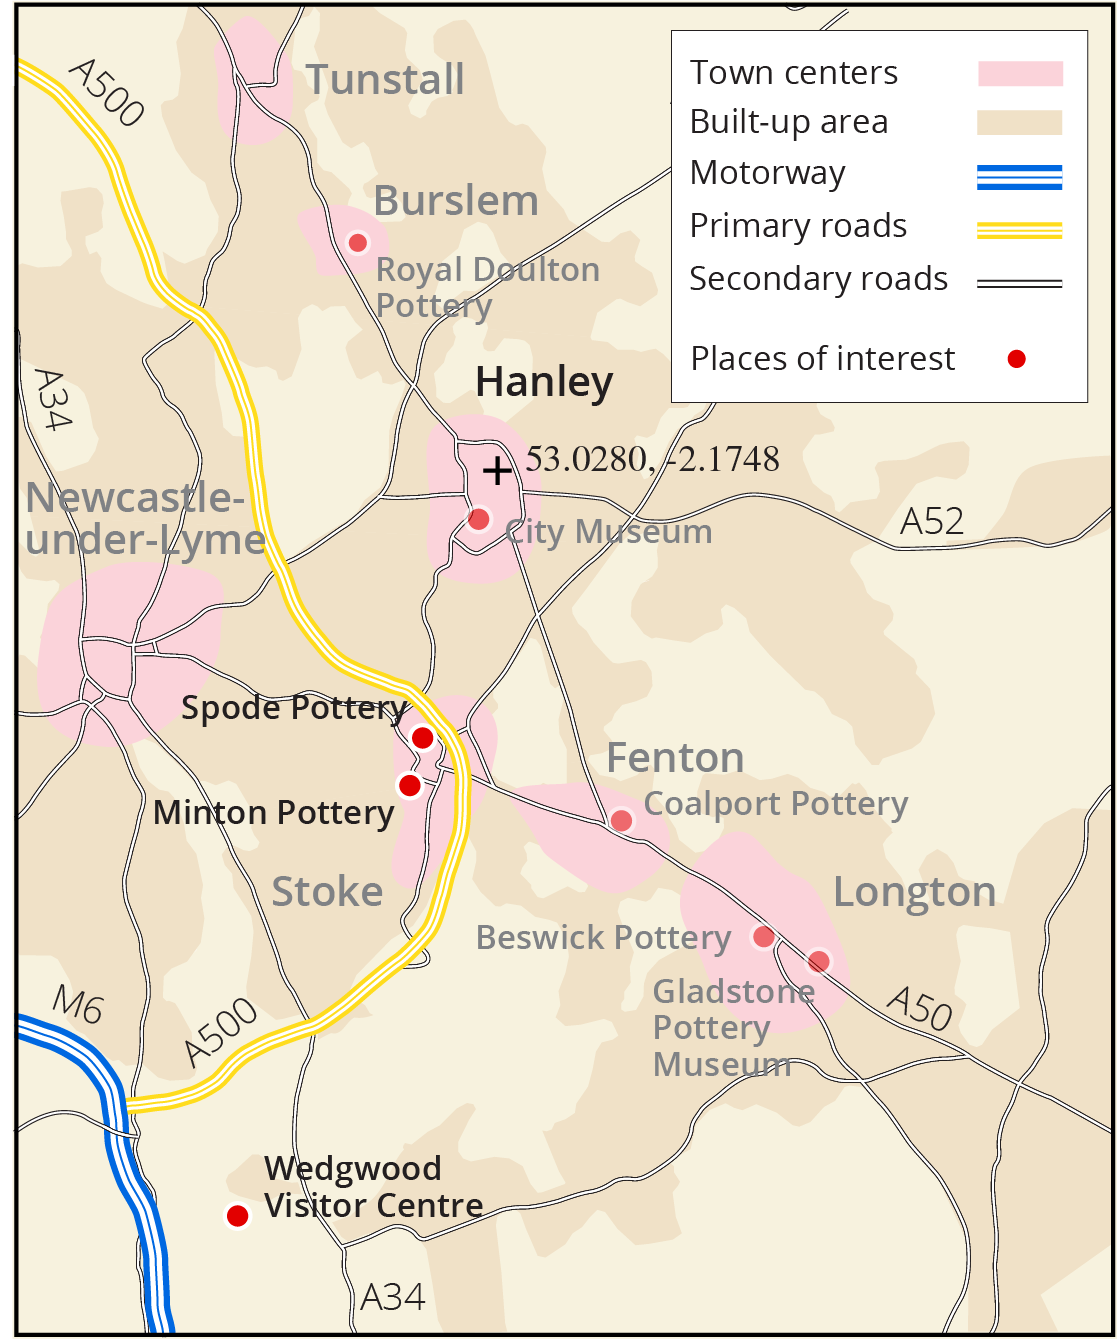 A500
Tunstall
Town centers
Built-up area
Motorway
Primary roads
Secondary roads
Places of interest
Burslem
Royal Doulton
Pottery
A34
Hanley
53.0280, -2.1748
Newcastle-
under-Lyme
City Museum
A52
Spode Pottery
Minton Pottery
Fenton
Coalport Pottery
Stoke
Longton
Beswick Pottery
Gladstone
Pottery
Museum
A50
M6
A500
Wedgwood
Visitor Centre
A34